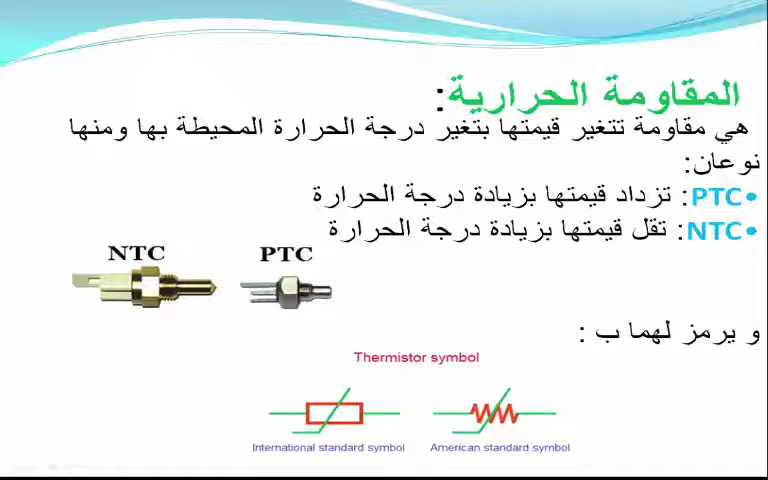 المقاومة الحرارية:
هي مقاومة تتغير قيمتها بتغير درجة الحرارة المحيطة بها ومنها
نوعان:
•PTC: تزداد قيمتها بزيادة درجة الحرارة
•NTC: تقل قيمتها بزيادة درجة الحرارة
NTC
PTC
و يرمز لهما ب :
Thermistor symbol
International standard symbol
American standard symbol